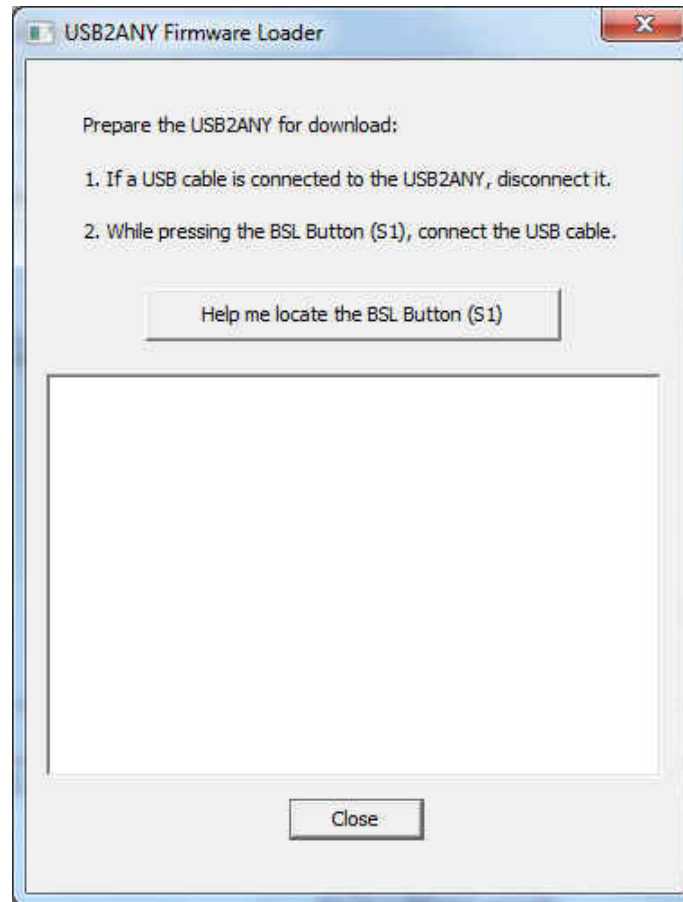 USB2ANY Firmware Loader
Prepare the USB2ANY for download:
1. If a USB cable is connected to the USB2ANY, disconnect it.
2. While pressing the BSL Button (S1), connect the USB cable.
Help me locate the BSL Button (S1)
Close